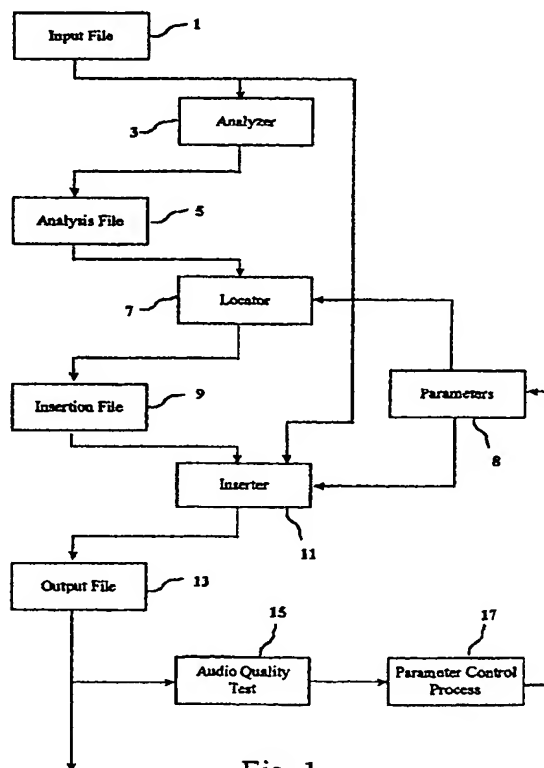 Input File
1
Analyzer
3
Analysis File
5
Locator
7
Insertion File
9
Parameters
8
Inserter
11
Output File
13
15
Audio Quality
Test
17
Parameter Control
Process
Fig. 1